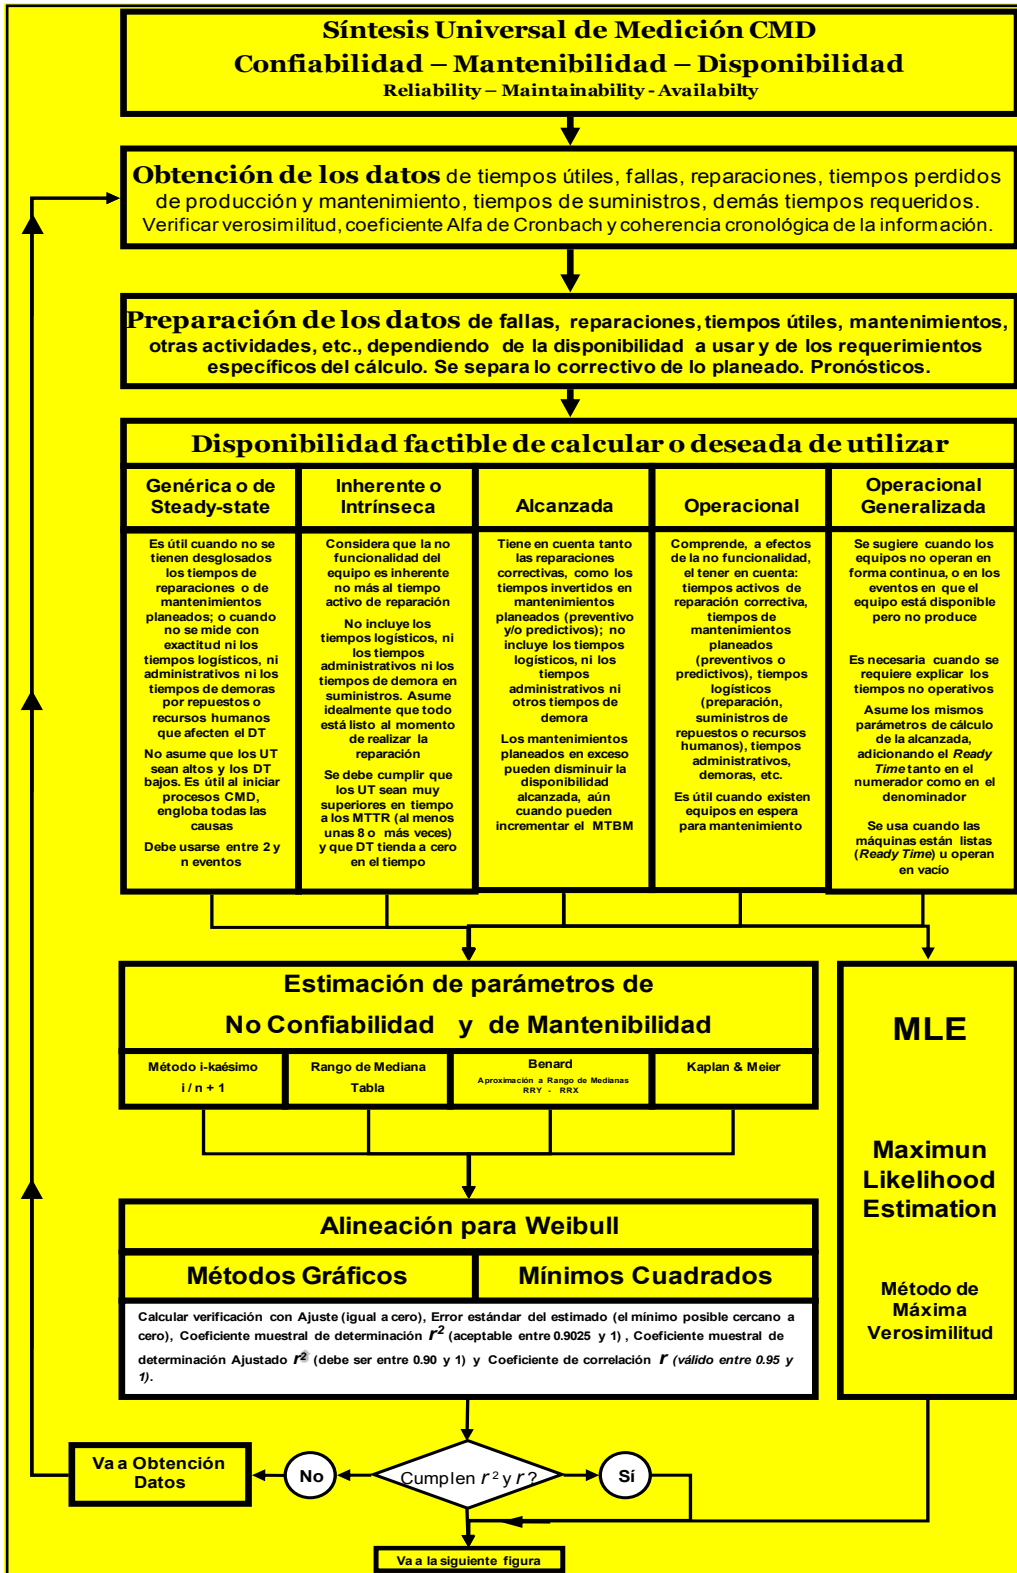 Síntesis Universal de Medición CMD
Confiabilidad – Mantenibilidad – Disponibilidad
Reliability – Maintainability - Availabilty
Obtención de los datos de tiempos útiles, fallas, reparaciones, tiempos perdidos
de producción y mantenimiento, tiempos de suministros, demás tiempos requeridos.
Verificar verosimilitud, coeficiente Alfa de Cronbach y coherencia cronológica de la información.
Preparación de los datos de fallas, reparaciones, tiempos útiles, mantenimientos,
otras actividades, etc., dependiendo de la disponibilidad a usar y de los requerimientos
específicos del cálculo. Se separa lo correctivo de lo planeado. Pronósticos.
Disponibilidad factible de calcular o deseada de utilizar
Genérica o de
Steady-state
Es útil cuando no se
tienen desglosados
los tiempos de
reparaciones o de
mantenimientos
planeados; o cuando
no se mide con
exactitud ni los
tiempos logísticos, ni
administrativos ni los
tiempos de demoras
por repuestos o
recursos humanos
que afecten el DT
No asume que los UT
sean altos y los DT
bajos. Es útil al iniciar
procesos CMD,
engloba todas las
causas
Debe usarse entre 2 y
n eventos
Inherente o
Intrínseca
Considera que la no
funcionalidad del
equipo es inherente
no más al tiempo
activo de reparación
No incluye los
tiempos logísticos, ni
los tiempos
administrativos ni los
tiempos de demora en
suministros. Asume
idealmente que todo
está listo al momento
de realizar la
reparación
Se debe cumplir que
los UT sean muy
superiores en tiempo
a los MTTR (al menos
unas 8 o más veces)
y que DT tienda a cero
en el tiempo
Alcanzada
Tiene en cuenta tanto
las reparaciones
correctivas, como los
tiempos invertidos en
mantenimientos
planeados (preventivo
y/o predictivos); no
incluye los tiempos
logísticos, ni los
tiempos
administrativos ni
otros tiempos de
demora
Los mantenimientos
planeados en exceso
pueden disminuir la
disponibilidad
alcanzada, aún
cuando pueden
incrementar el MTBM
Operacional
Comprende, a efectos
de la no funcionalidad,
el tener en cuenta:
tiempos activos de
reparación correctiva,
tiempos de
mantenimientos
planeados
(preventivos o
predictivos), tiempos
logísticos
(preparación,
suministros de
repuestos o recursos
humanos), tiempos
administrativos,
demoras, etc.
Es útil cuando existen
equipos en espera
para mantenimiento
Operacional
Generalizada
Se sugiere cuando los
equipos no operan en
forma continua, o en los
eventos en que el
equipo está disponible
pero no produce
Es necesaria cuando se
requiere explicar los
tiempos no operativos
Asume los mismos
parámetros de cálculo
de la alcanzada,
adicionando el Ready
Time tanto en el
numerador como en el
denominador
Se usa cuando las
máquinas están listas
(Ready Time) u operan
en vacío
Estimación de parámetros de
No Confiabilidad y de Mantenibilidad
Método i-kaésimo
i / n + 1
Rango de Mediana
Tabla
Benard
Aproximación a Rango de Medianas
RRY - RRX
Kaplan & Meier
MLE
Maximun
Likelihood
Estimation
Método de
Máxima
Verosimilitud
Alineación para Weibull
Métodos Gráficos
Mínimos Cuadrados
Calcular verificación con Ajuste (igual a cero), Error estándar del estimado (el mínimo posible cercano a
cero), Coeficiente muestral de determinación r² (aceptable entre 0.9025 y 1) , Coeficiente muestral de
determinación Ajustado r² (debe ser entre 0.90 y 1) y Coeficiente de correlación r (válido entre 0.95 y
1).
Va a Obtención
Datos
No
Cumplen r² y r?
Sí
Va a la siguiente figura